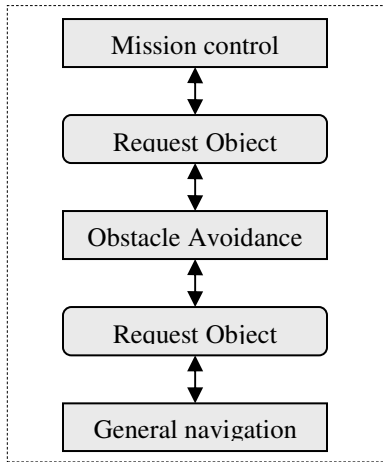 Mission control
Request Object
Obstacle Avoidance
Request Object
General navigation